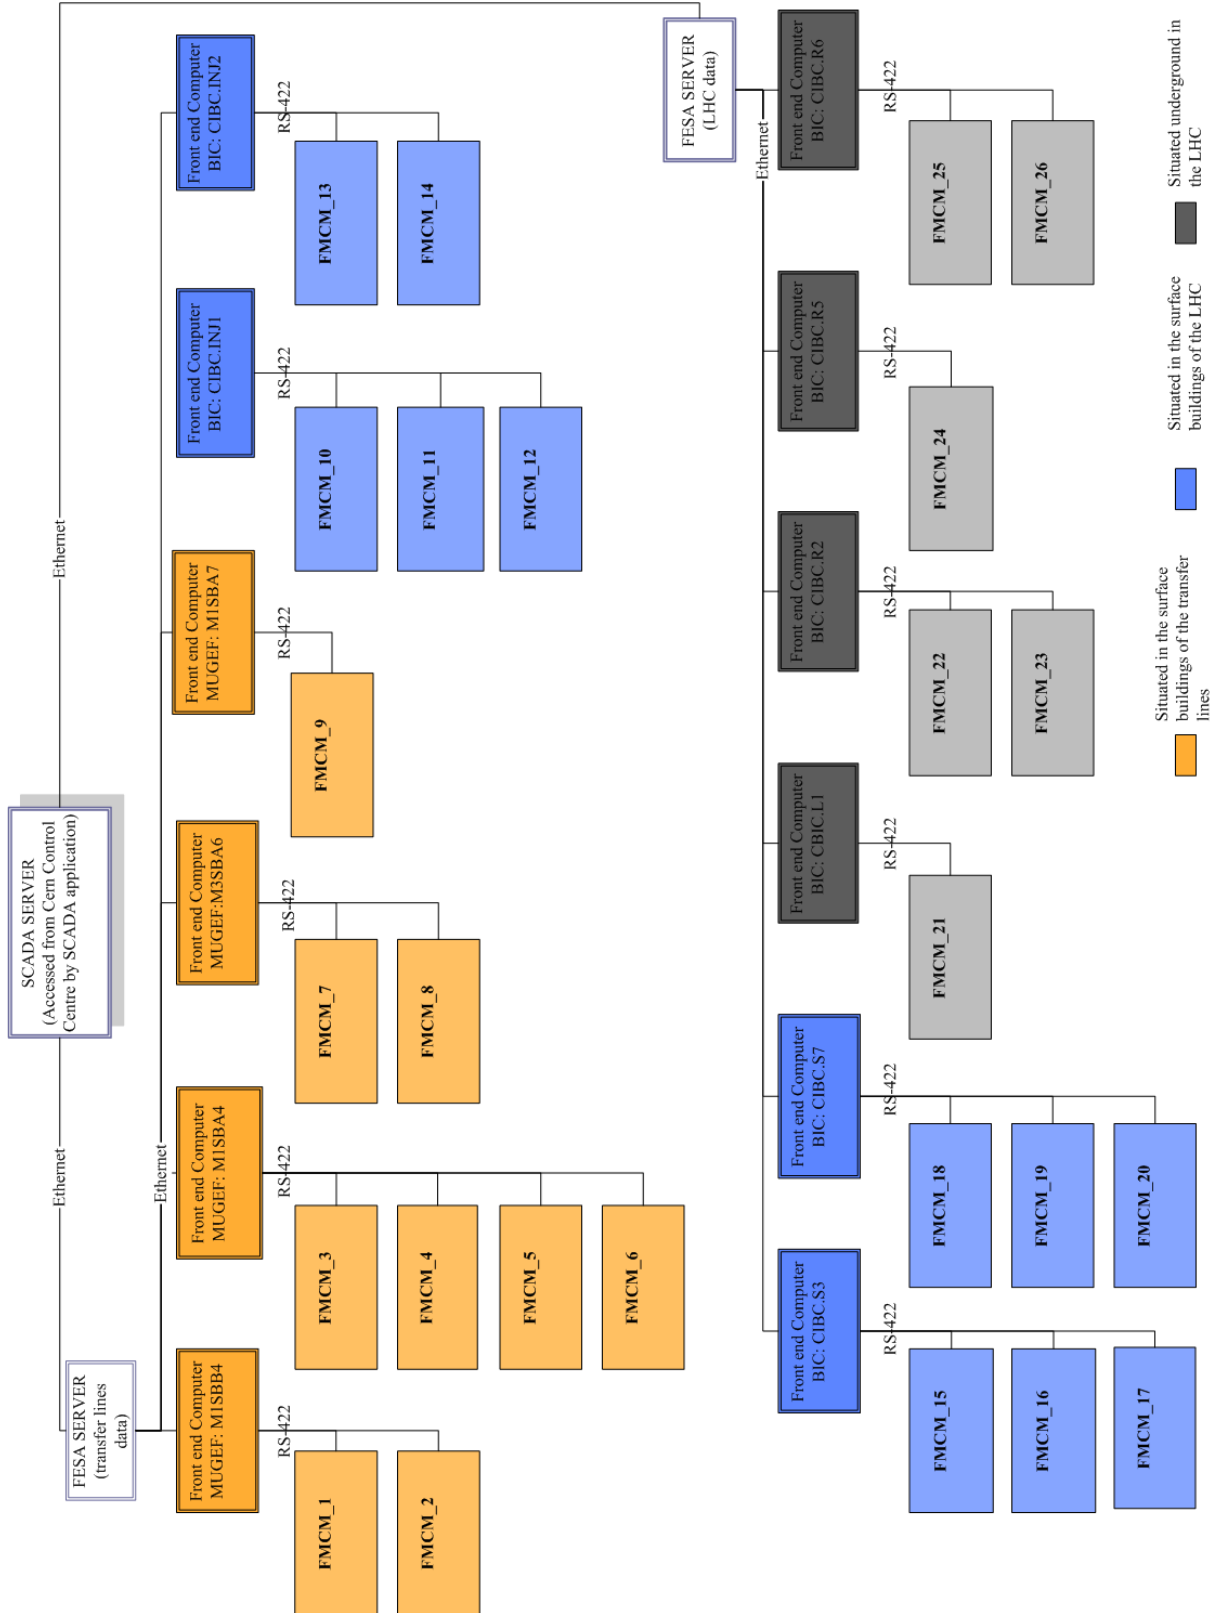 SCADA SERVER
(Accessed from Cern Control
Centre by SCADA application)
Ethernet
Ethernet
FESA SERVER
(transfer lines
data)
Ethernet
Front end Computer
MUGEF: M1SBB4
RS-422
FMCM_1
FMCM_2
Front end Computer
MUGEF: M1SBA4
RS-422
FMCM_3
FMCM_4
FMCM_5
FMCM_6
Front end Computer
MUGEF:M3SBA6
RS-422
FMCM_7
FMCM_8
Front end Computer
MUGEF: M1SBA7
RS-422
FMCM_9
Front end Computer
BIC: CIBC.INJ1
RS-422
FMCM_10
FMCM_11
FMCM_12
Front end Computer
BIC: CIBC.INJ2
RS-422
FMCM_13
FMCM_14
FESA SERVER
(LHC data)
Ethernet
Front end Computer
BIC: CIBC.S3
RS-422
FMCM_15
FMCM_16
FMCM_17
Front end Computer
BIC: CIBC.S7
RS-422
FMCM_18
FMCM_19
FMCM_20
Front end Computer
BIC: CBIC.L1
RS-422
FMCM_21
Front end Computer
BIC: CIBC.R2
RS-422
FMCM_22
FMCM_23
Front end Computer
BIC: CIBC.R5
RS-422
FMCM_24
Front end Computer
BIC: CIBC.R6
RS-422
FMCM_25
FMCM_26
Situated in the surface
buildings of the transfer
lines
Situated in the surface
buildings of the LHC
Situated underground in
the LHC